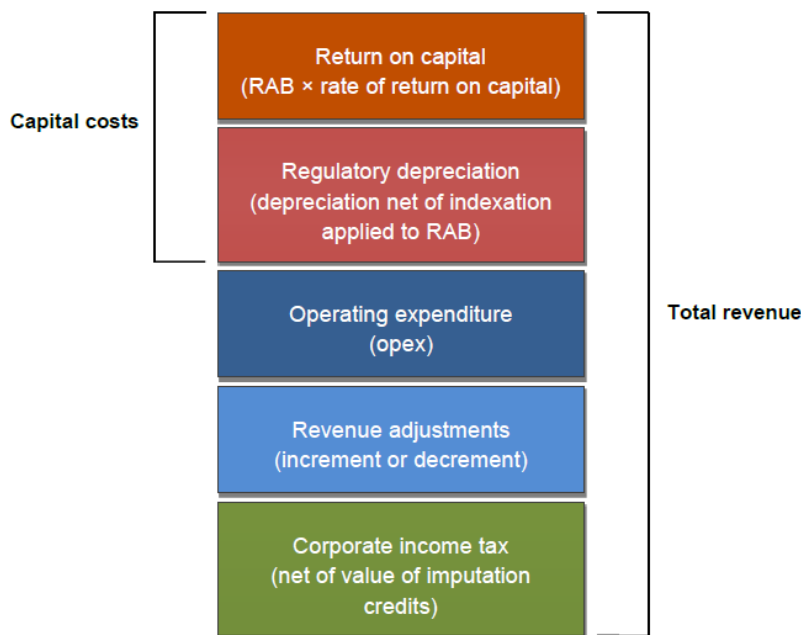 Return on capital
(RAB × rate of return on capital)
Capital costs
Regulatory depreciation
(depreciation net of indexation
applied to RAB)
Operating expenditure
(opex)
Total revenue
Revenue adjustments
(increment or decrement)
Corporate income tax
(net of value of imputation
credits)